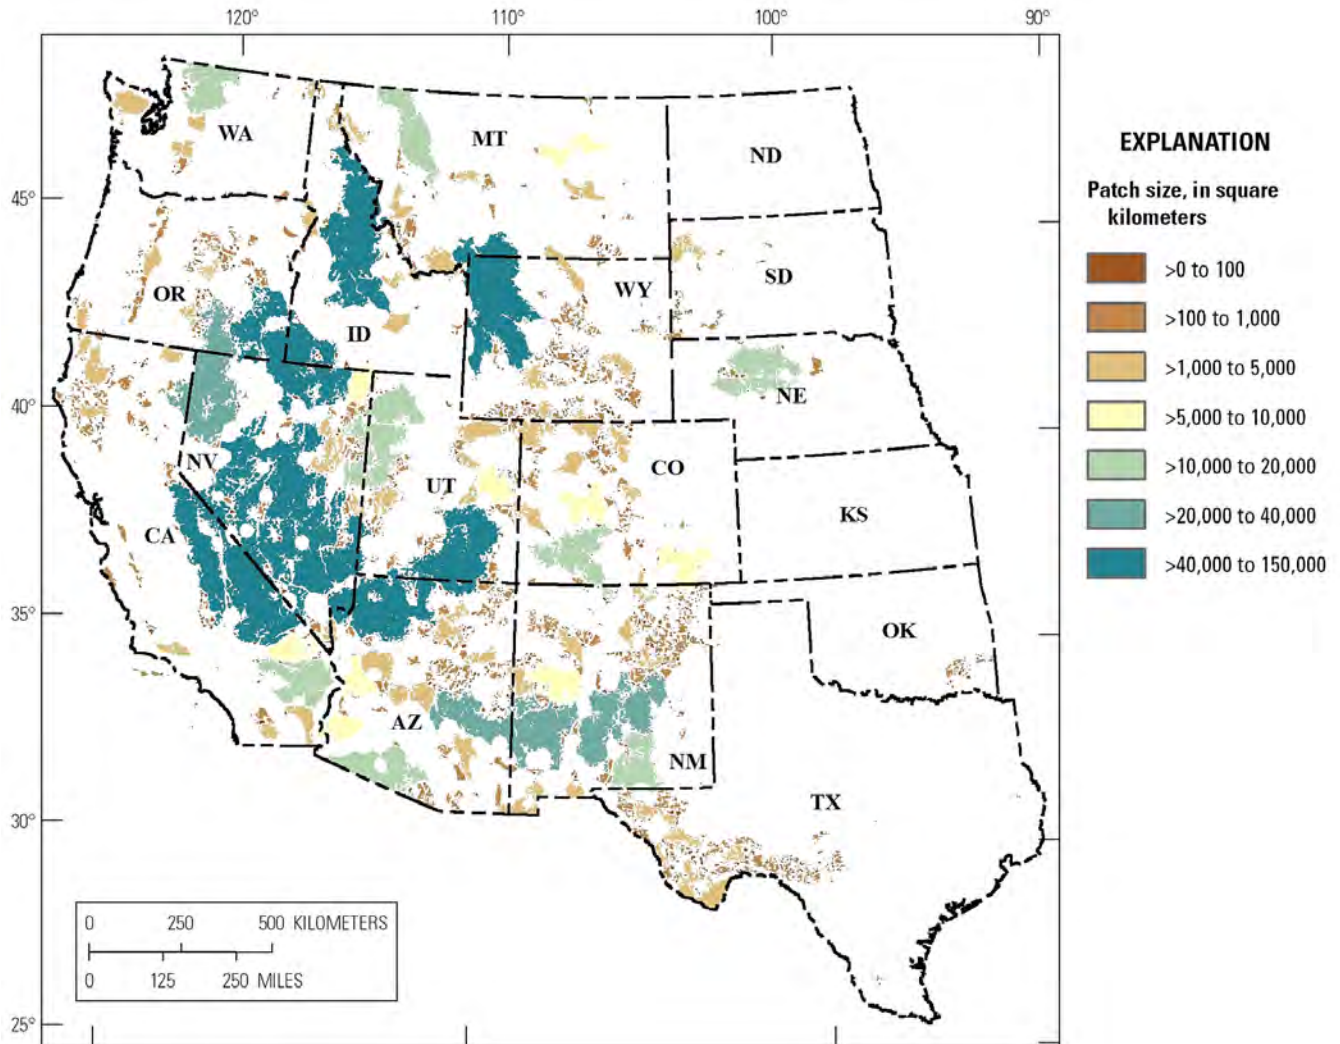 120° 110° 100° 90°
WA
MT
ND
45°
OR
ID
WY
SD
40°
NV
UT
CO
NE
CA
KS
35°
AZ
NM
OK
30°
TX
25°
0 250 500 KILOMETERS
0 125 250 MILES
EXPLANATION
Patch size, in square
kilometers
>0 to 100
>100 to 1,000
>1,000 to 5,000
>5,000 to 10,000
>10,000 to 20,000
>20,000 to 40,000
>40,000 to 150,000